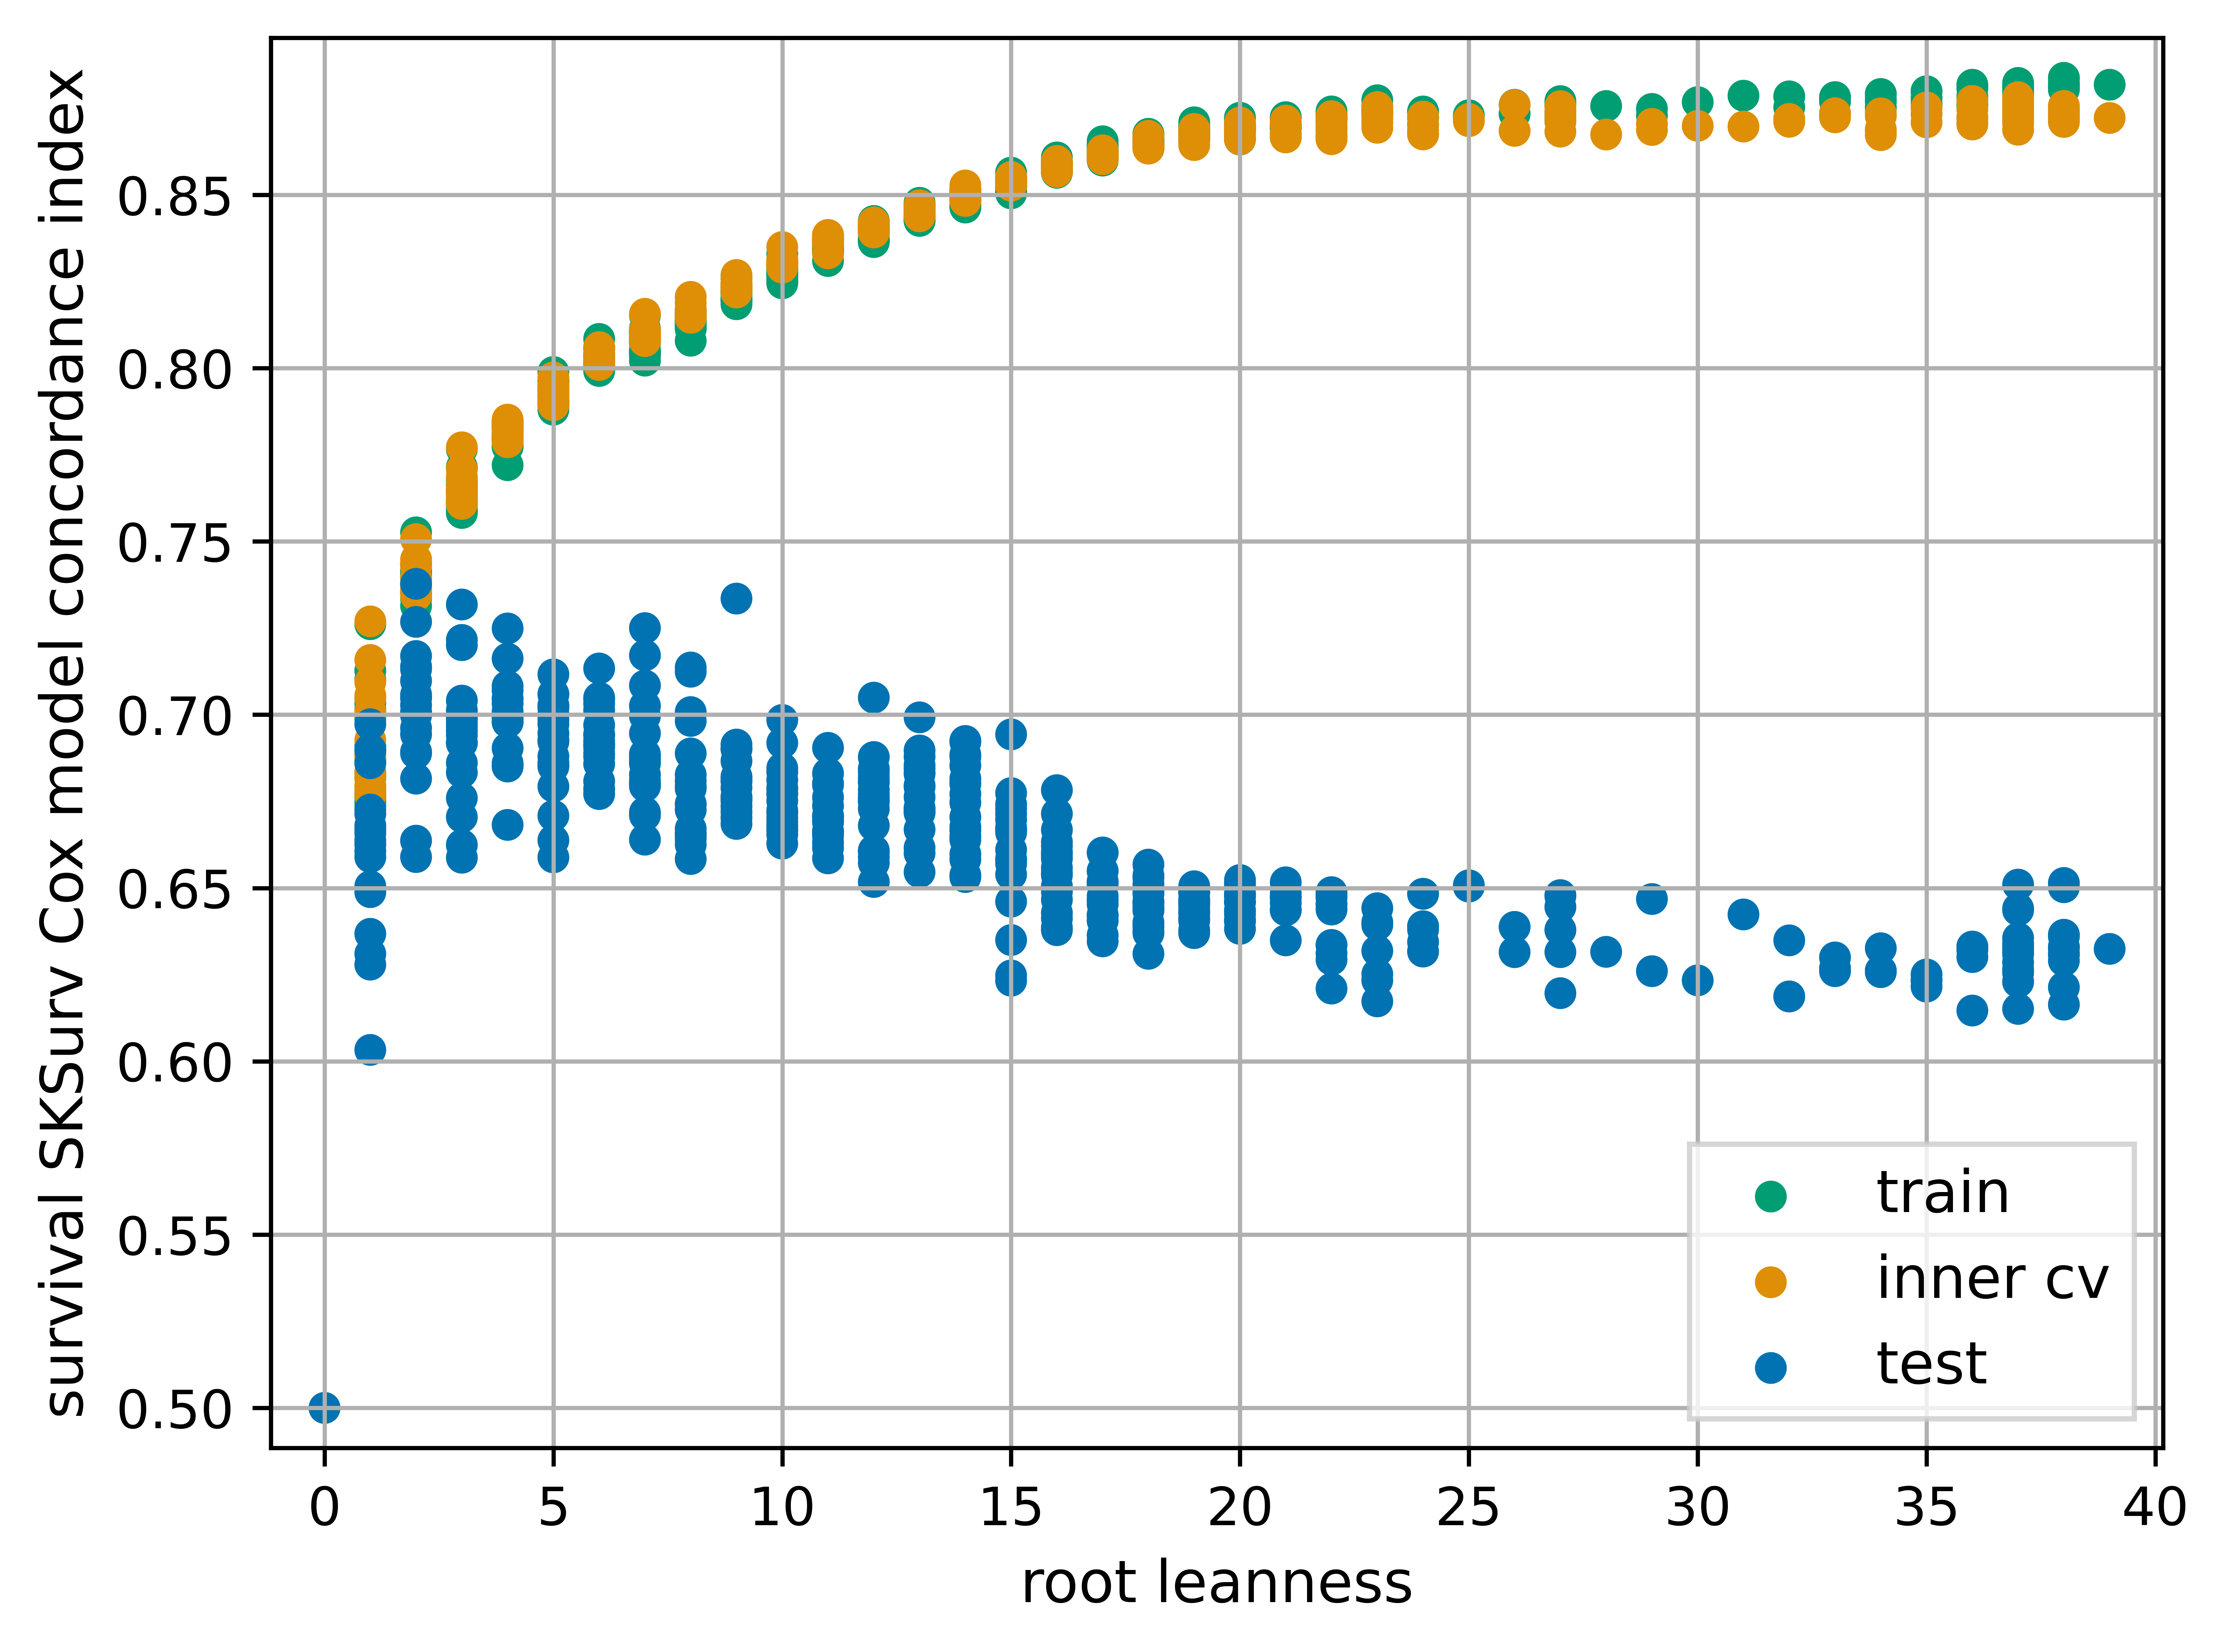 survival SKSurv Cox model concordance index
0.85
0.80
0.75
0.70
0.65
0.60
0.55
0.50
train
inner cv
test
0 5 10 15 20 25 30 35 40
root leanness